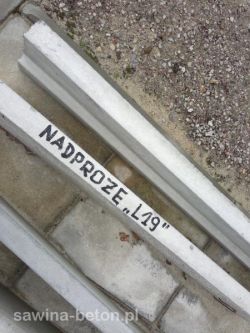 NADPROŻE „L19"
sawina-beton.pl